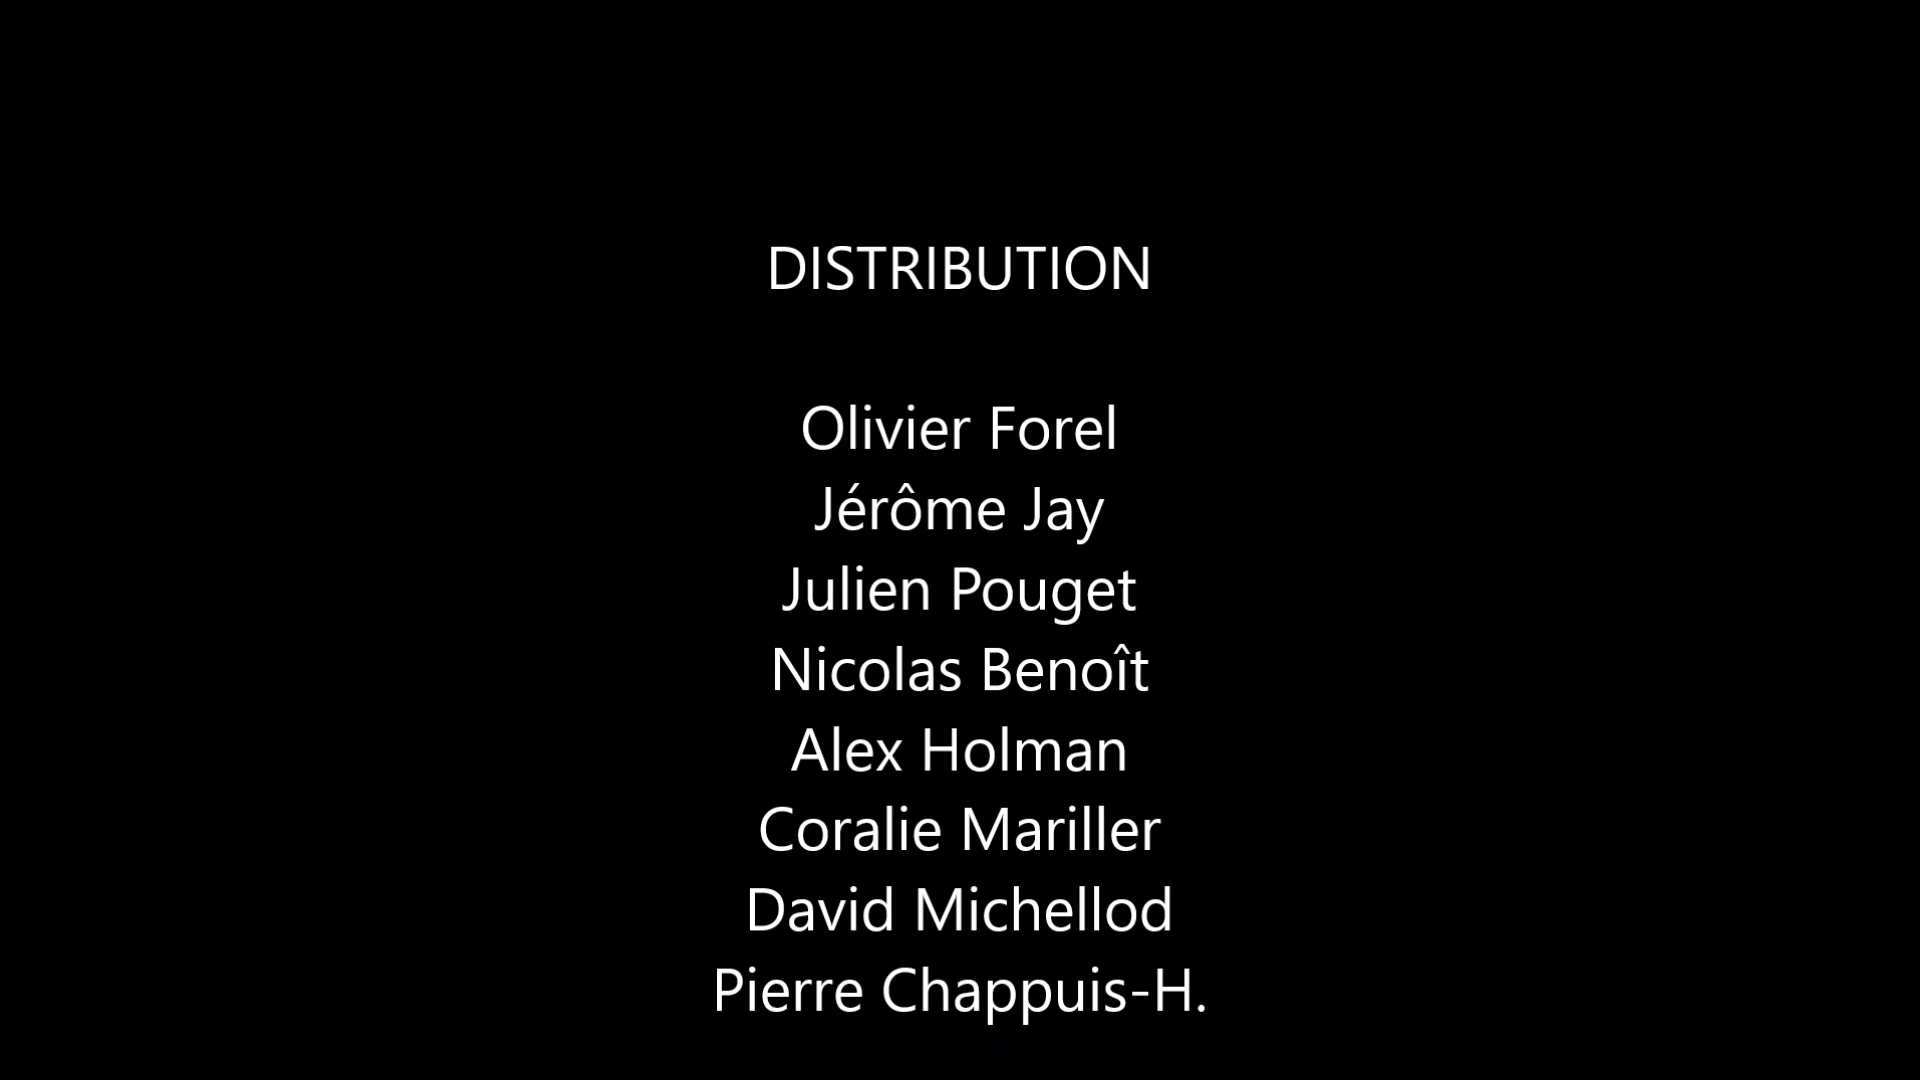 DISTRIBUTION
Olivier Forel
Jérôme Jay
Julien Pouget
Nicolas Benoît
Alex Holman
Coralie Mariller
David Michellod
Pierre Chappuis-H.